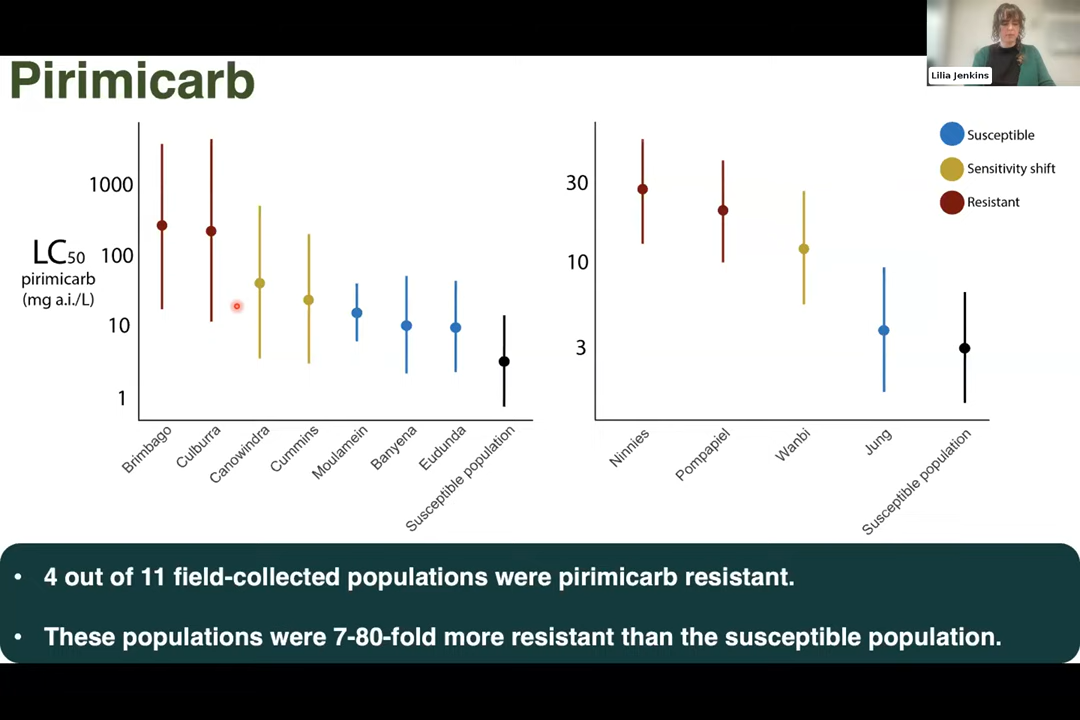 Pirimicarb
Lilia Jenkins
LC50
pirimicarb
(mg a.i./L)
1000
100
10
1
Brimbago
Culburra
Canowindra
Cummins
Moulamein
Banyena
Eudunda
Susceptible population
30
10
3
Ninnies
Pompapiel
Wanbi
Jung
Susceptible population
Susceptible
Sensitivity shift
Resistant
• 4 out of 11 field-collected populations were pirimicarb resistant.
• These populations were 7-80-fold more resistant than the susceptible population.